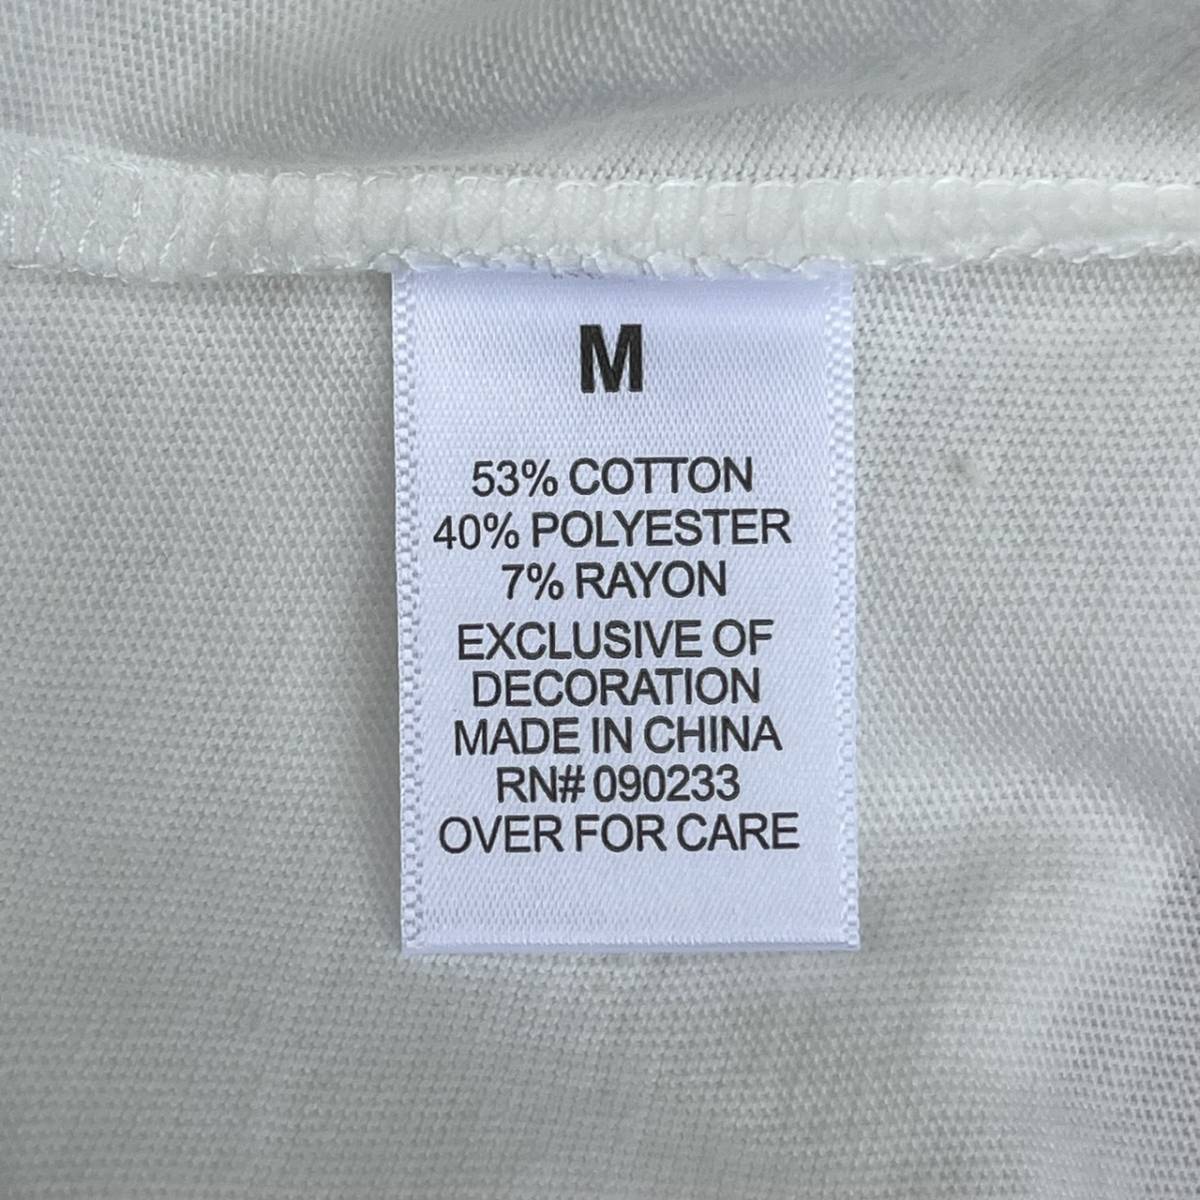 M
53% COTTON
40% POLYESTER
7% RAYON
EXCLUSIVE OF
DECORATION
MADE IN CHINA
RN# 090233
OVER FOR CARE